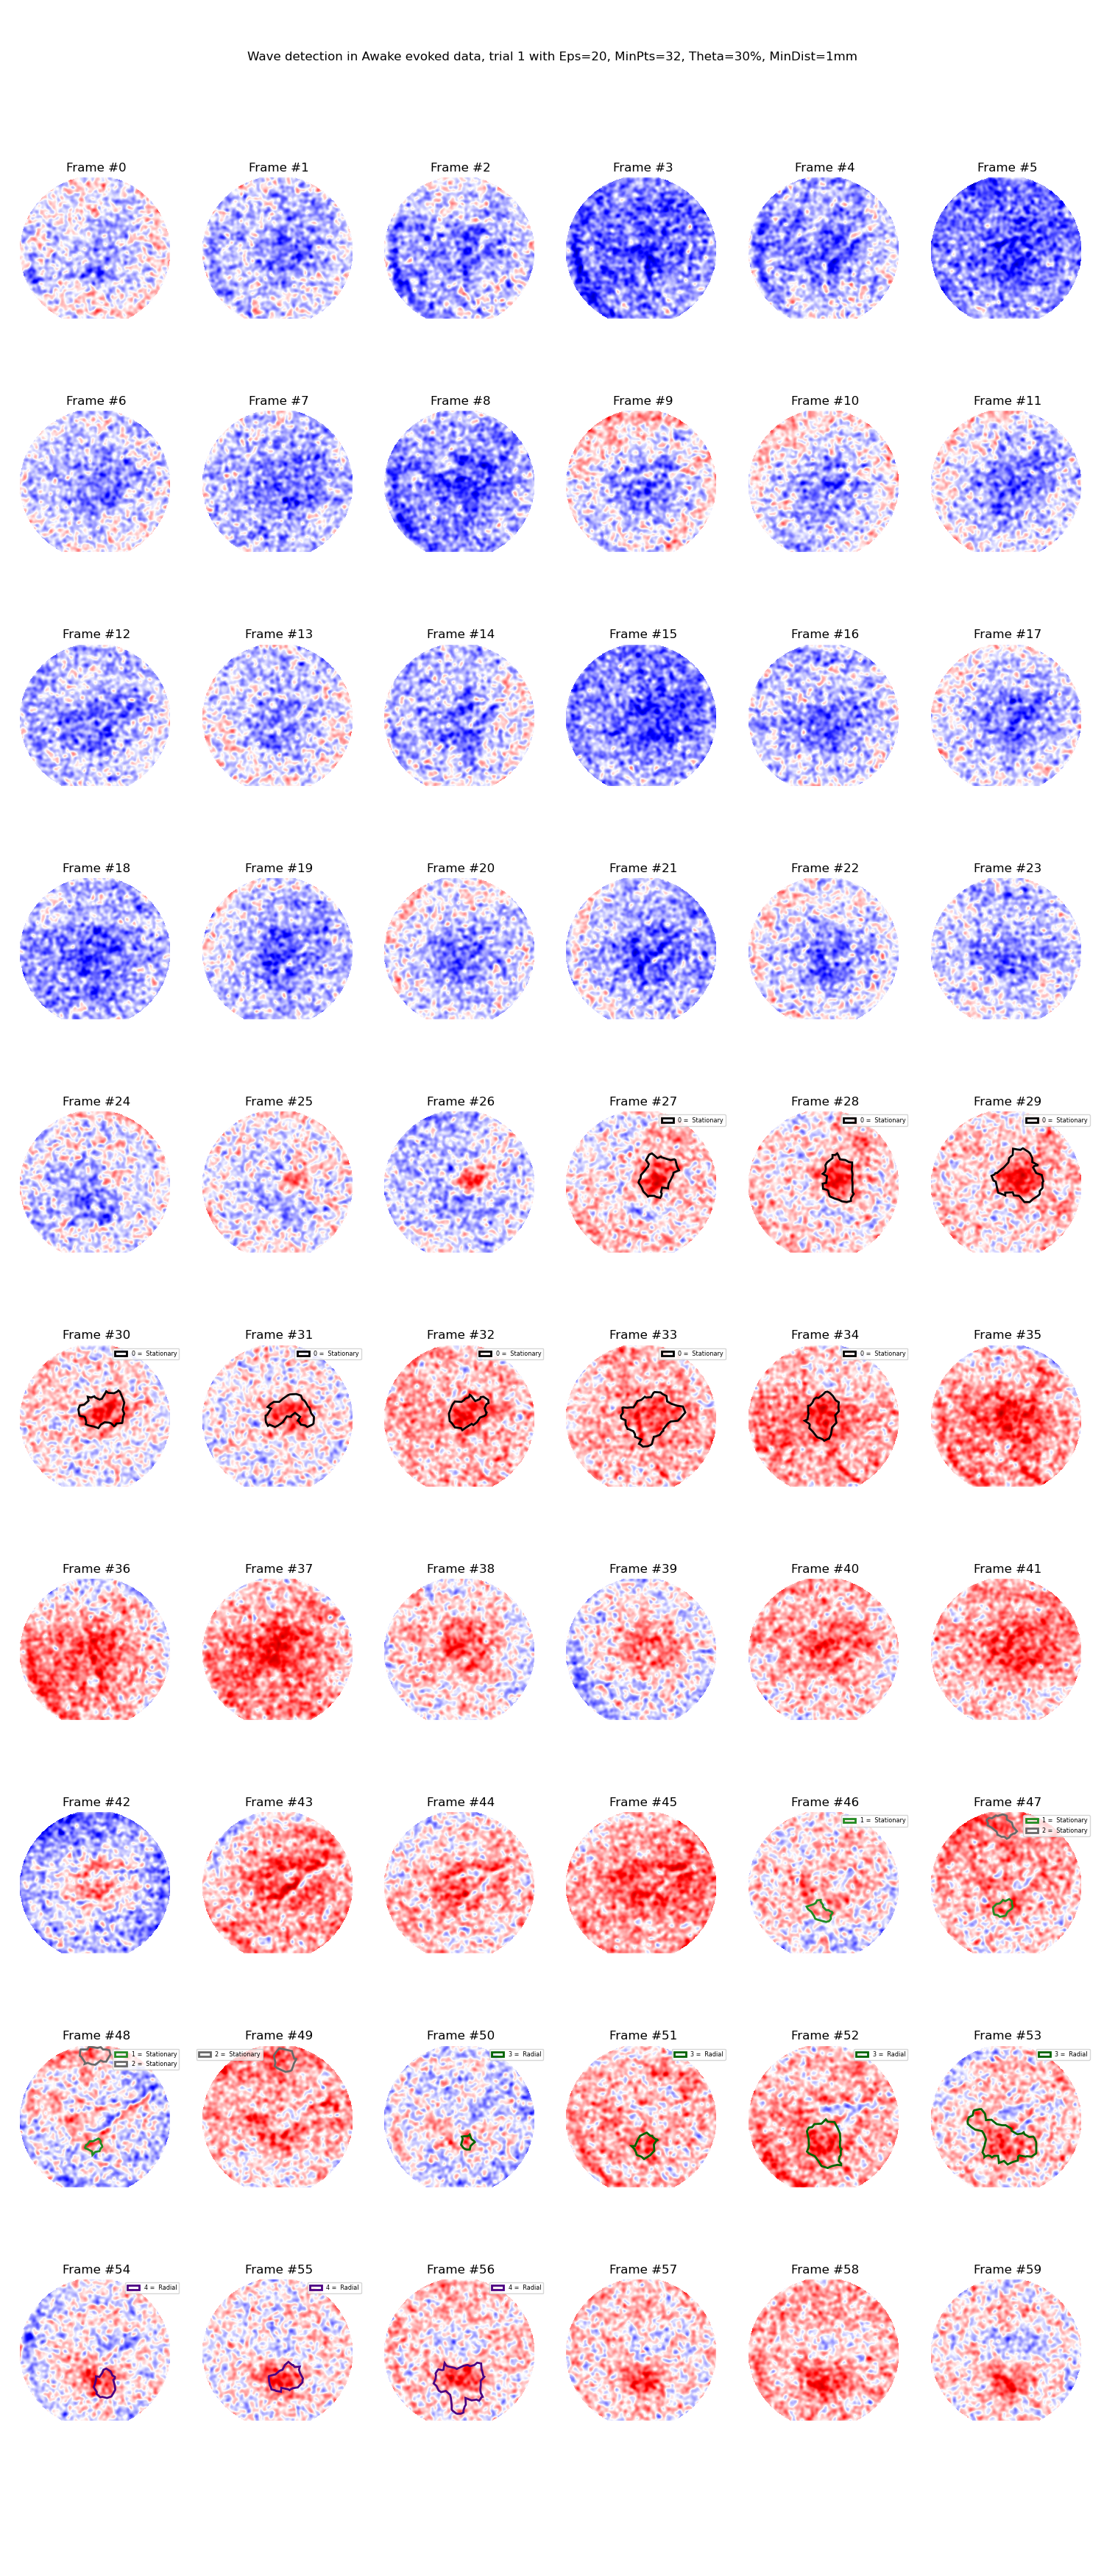 Wave detection in Awake evoked data, trial 1 with Eps=20, MinPts=32, Theta=30%, MinDist=1mm
Frame #0 Frame #1 Frame #2 Frame #3 Frame #4 Frame #5
Frame #6 Frame #7 Frame #8 Frame #9 Frame #10 Frame #11
Frame #12 Frame #13 Frame #14 Frame #15 Frame #16 Frame #17
Frame #18 Frame #19 Frame #20 Frame #21 Frame #22 Frame #23
Frame #24 Frame #25 Frame #26 Frame #27 Frame #28 Frame #29
0 = Stationary 0 = Stationary 0 = Stationary
Frame #30 Frame #31 Frame #32 Frame #33 Frame #34 Frame #35
0 = Stationary 0 = Stationary 0 = Stationary 0 = Stationary 0 = Stationary
Frame #36 Frame #37 Frame #38 Frame #39 Frame #40 Frame #41
Frame #42 Frame #43 Frame #44 Frame #45 Frame #46 Frame #47
1 = Stationary 1 = Stationary
2 = Stationary
Frame #48 Frame #49 Frame #50 Frame #51 Frame #52 Frame #53
1 = Stationary 2 = Stationary 3 = Radial 3 = Radial 3 = Radial 3 = Radial
2 = Stationary
Frame #54 Frame #55 Frame #56 Frame #57 Frame #58 Frame #59
4 = Radial 4 = Radial 4 = Radial